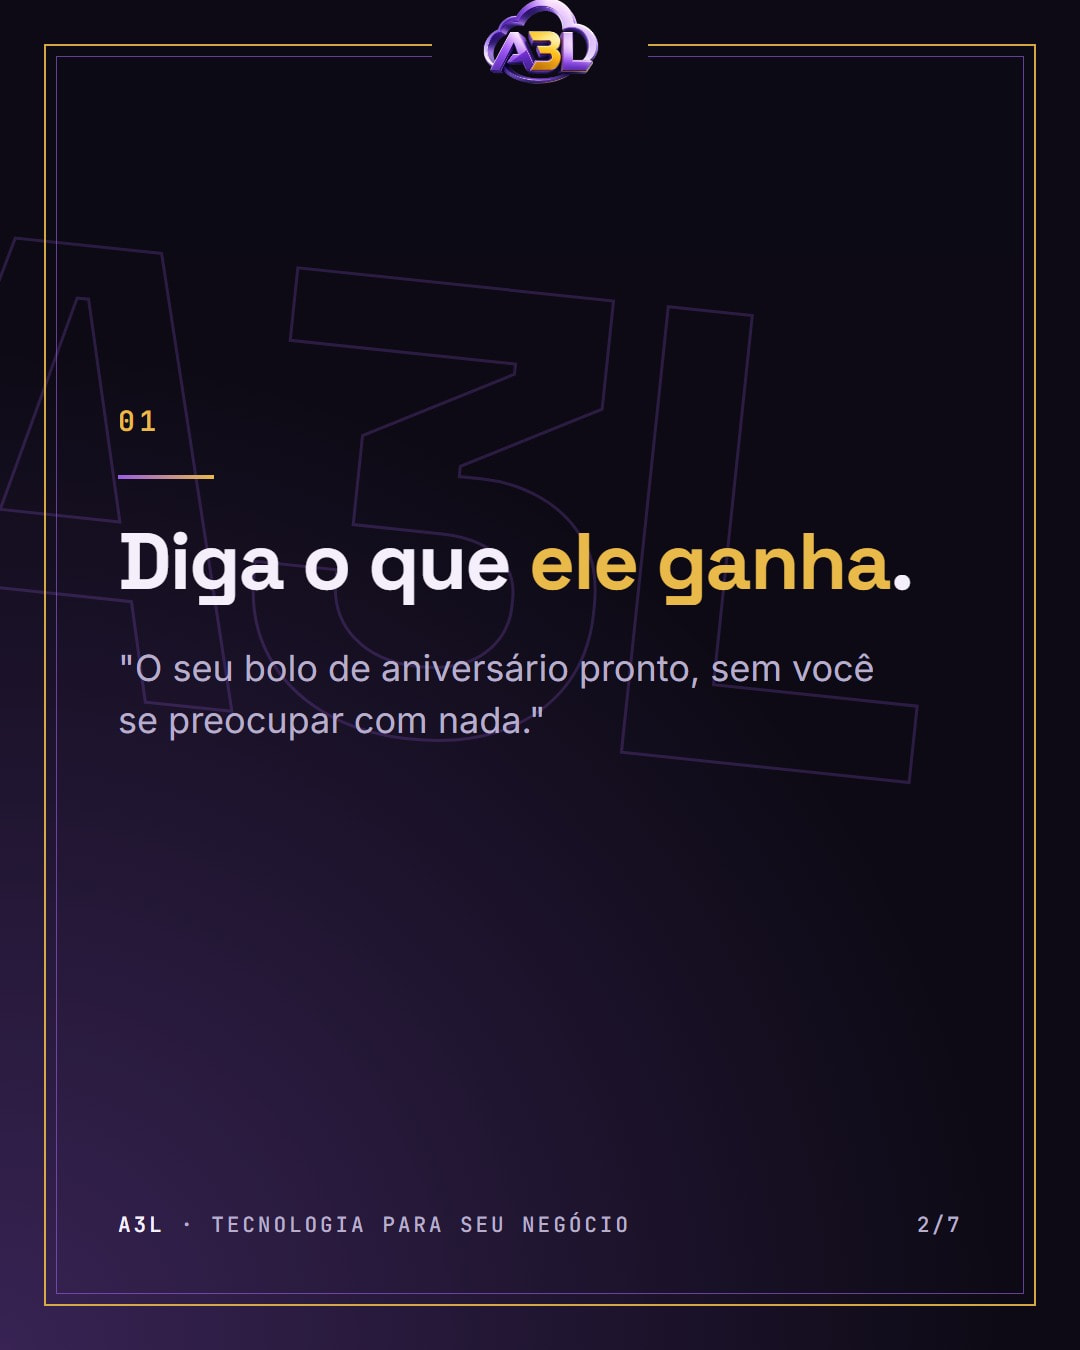 A3L
A3L
01
Diga o que ele ganha.
"O seu bolo de aniversário pronto, sem você
se preocupar com nada."
A3L · TECNOLOGIA PARA SEU NEGÓCIO
2/7